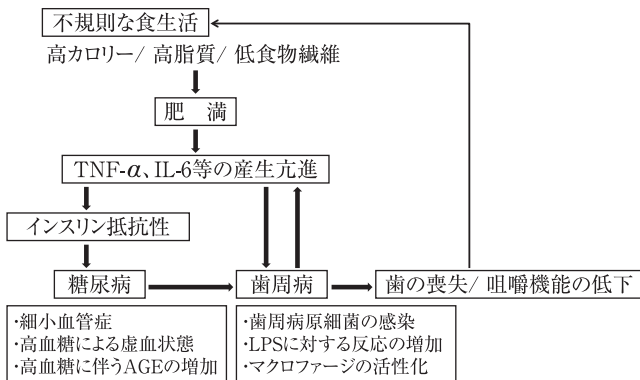 不規則な食生活
高カロリー/ 高脂質/ 低食物繊維
肥　満
TNF-α、IL-6等の産生亢進
インスリン抵抗性
糖尿病
歯周病
歯の喪失/ 咀嚼機能の低下
・細小血管症
・高血糖による虚血状態
・高血糖に伴うAGEの増加
・歯周病原細菌の感染
・LPSに対する反応の増加
・マクロファージの活性化